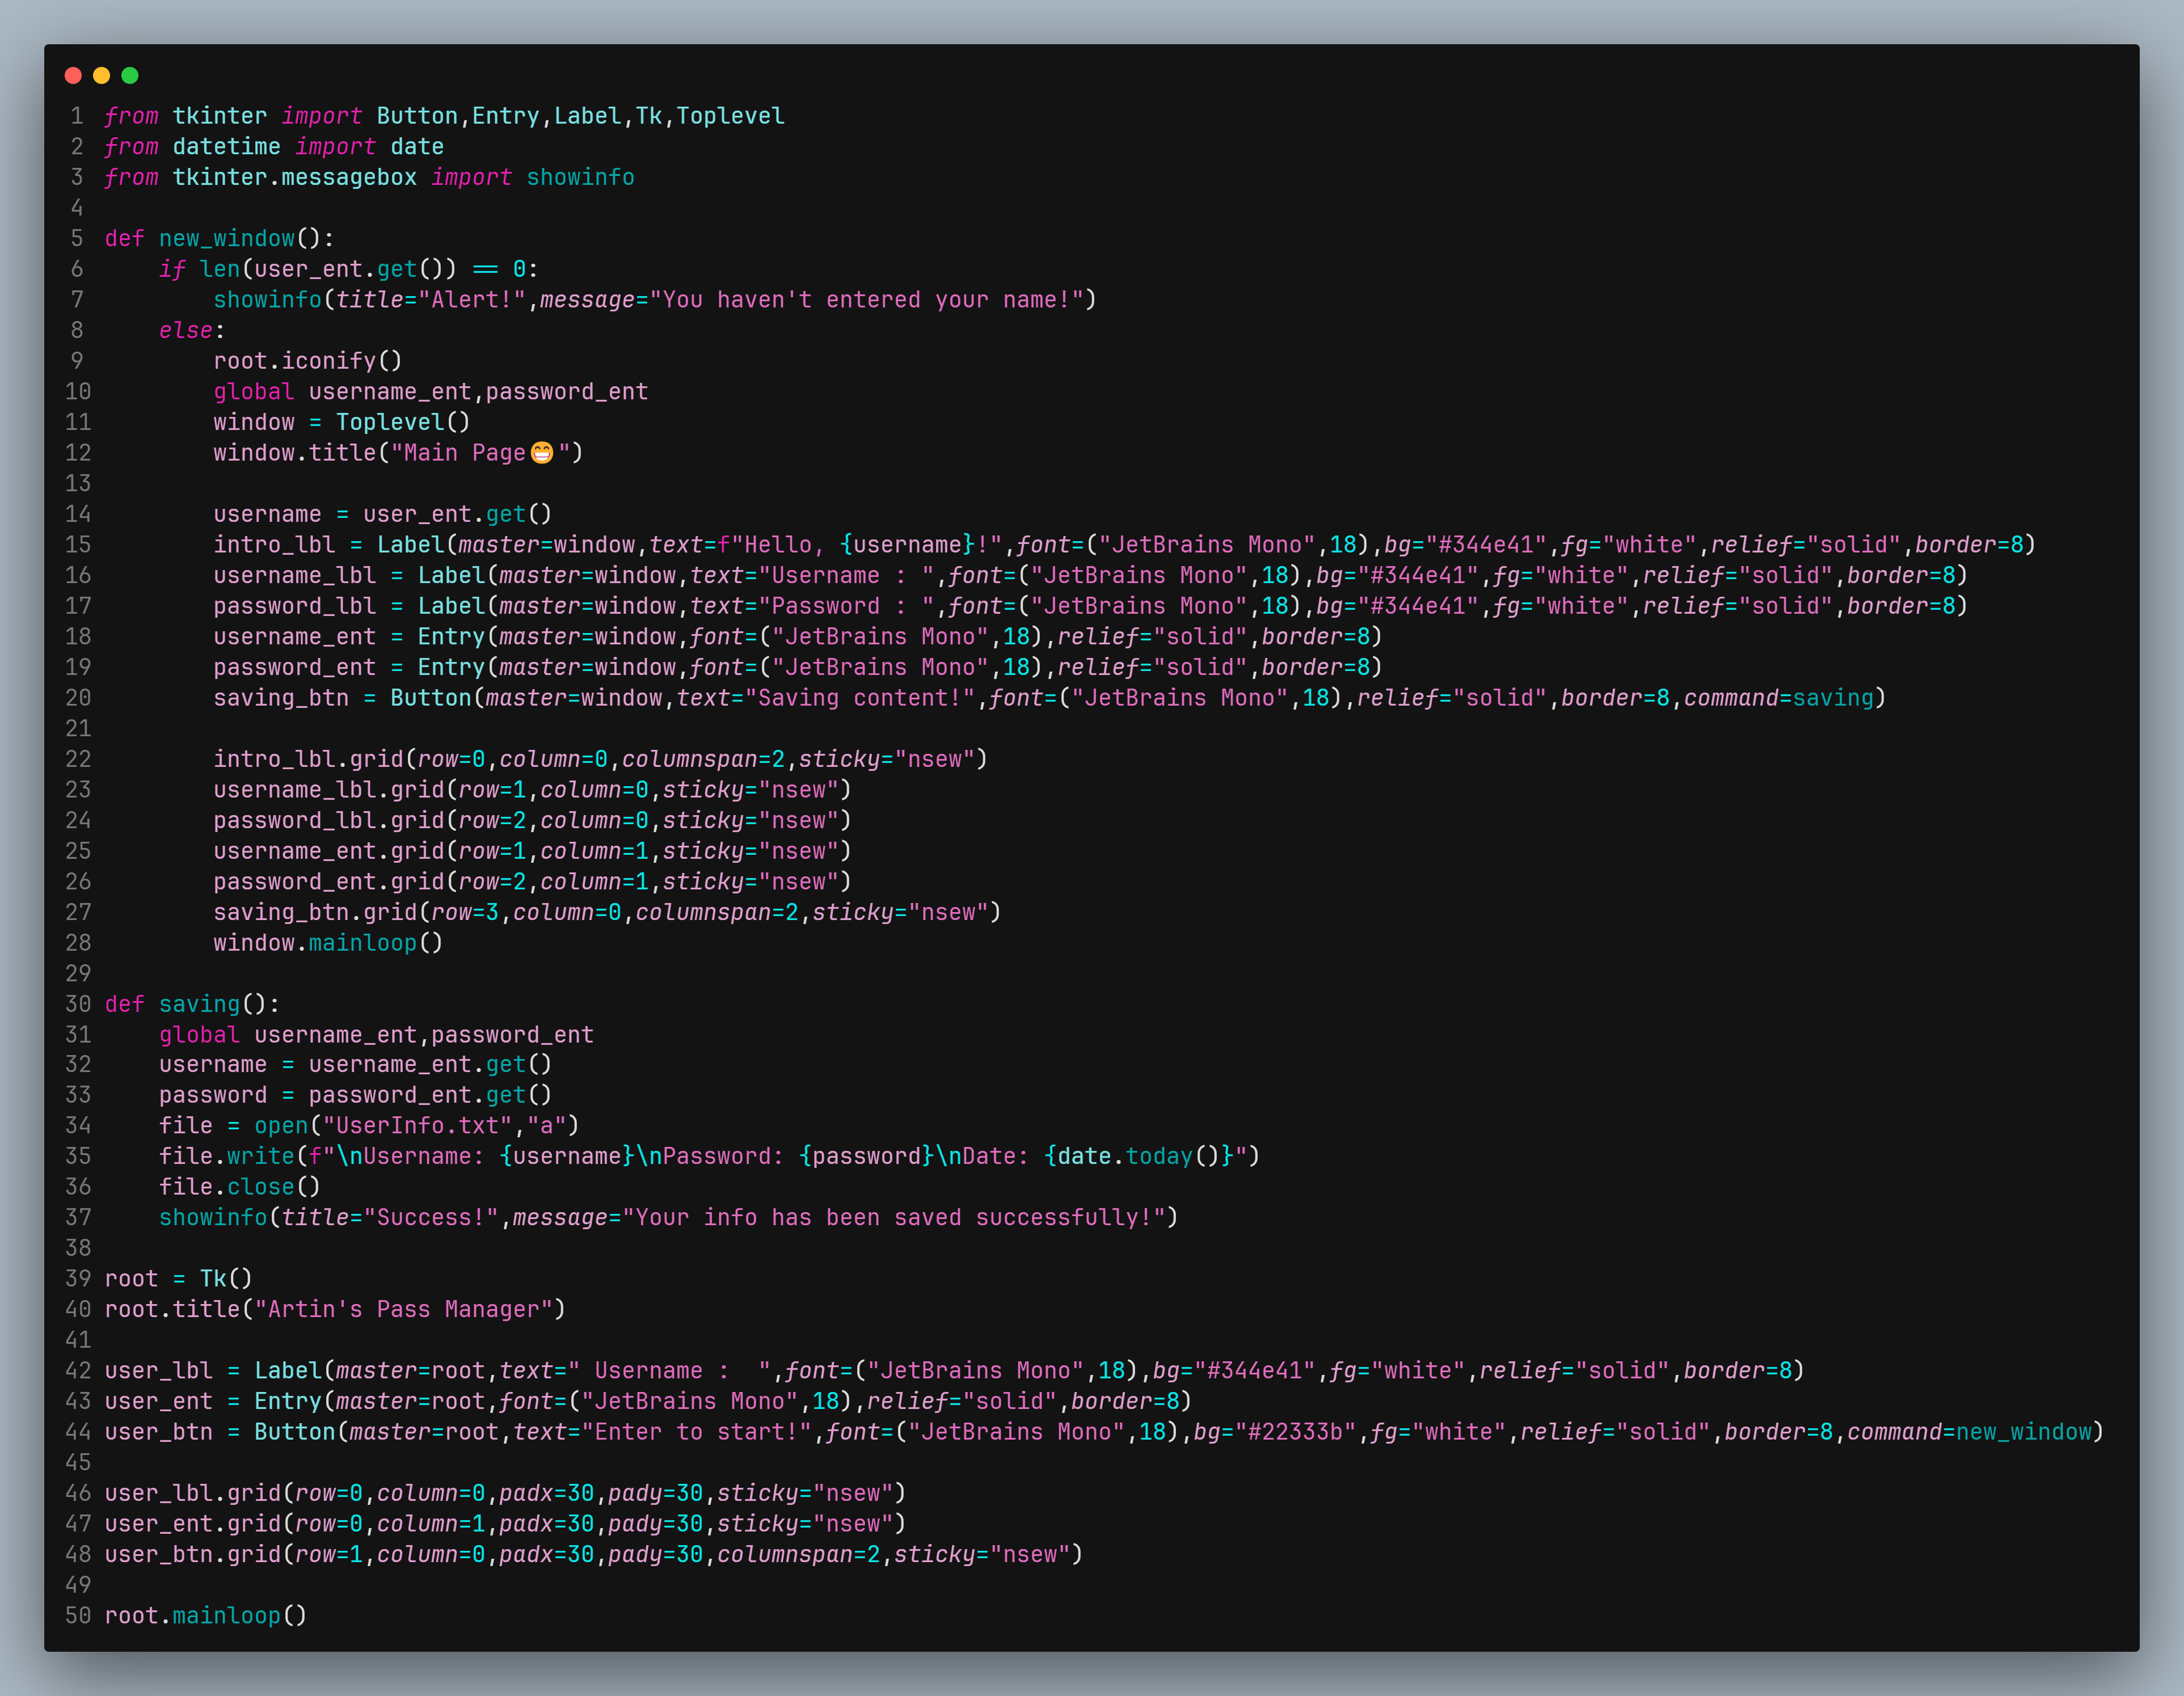 1 from tkinter import Button,Entry,Label,Tk,Toplevel
2 from datetime import date
3 from tkinter.messagebox import showinfo
4
5 def new_window():
6     if len(user_ent.get()) == 0:
7         showinfo(title="Alert!",message="You haven't entered your name!")
8     else:
9         root.iconify()
10         global username_ent,password_ent
11         window = Toplevel()
12         window.title("Main Page😁")
13
14         username = user_ent.get()
15         intro_lbl = Label(master=window,text=f"Hello, {username}!",font=("JetBrains Mono",18),bg="#344e41",fg="white",relief="solid",border=8)
16         username_lbl = Label(master=window,text="Username : ",font=("JetBrains Mono",18),bg="#344e41",fg="white",relief="solid",border=8)
17         password_lbl = Label(master=window,text="Password : ",font=("JetBrains Mono",18),bg="#344e41",fg="white",relief="solid",border=8)
18         username_ent = Entry(master=window,font=("JetBrains Mono",18),relief="solid",border=8)
19         password_ent = Entry(master=window,font=("JetBrains Mono",18),relief="solid",border=8)
20         saving_btn = Button(master=window,text="Saving content!",font=("JetBrains Mono",18),relief="solid",border=8,command=saving)
21
22         intro_lbl.grid(row=0,column=0,columnspan=2,sticky="nsew")
23         username_lbl.grid(row=1,column=0,sticky="nsew")
24         password_lbl.grid(row=2,column=0,sticky="nsew")
25         username_ent.grid(row=1,column=1,sticky="nsew")
26         password_ent.grid(row=2,column=1,sticky="nsew")
27         saving_btn.grid(row=3,column=0,columnspan=2,sticky="nsew")
28         window.mainloop()
29
30 def saving():
31     global username_ent,password_ent
32     username = username_ent.get()
33     password = password_ent.get()
34     file = open("UserInfo.txt","a")
35     file.write(f"\nUsername: {username}\nPassword: {password}\nDate: {date.today()}")
36     file.close()
37     showinfo(title="Success!",message="Your info has been saved successfully!")
38
39 root = Tk()
40 root.title("Artin's Pass Manager")
41
42 user_lbl = Label(master=root,text=" Username :  ",font=("JetBrains Mono",18),bg="#344e41",fg="white",relief="solid",border=8)
43 user_ent = Entry(master=root,font=("JetBrains Mono",18),relief="solid",border=8)
44 user_btn = Button(master=root,text="Enter to start!",font=("JetBrains Mono",18),bg="#22333b",fg="white",relief="solid",border=8,command=new_window)
45
46 user_lbl.grid(row=0,column=0,padx=30,pady=30,sticky="nsew")
47 user_ent.grid(row=0,column=1,padx=30,pady=30,sticky="nsew")
48 user_btn.grid(row=1,column=0,padx=30,pady=30,columnspan=2,sticky="nsew")
49
50 root.mainloop()